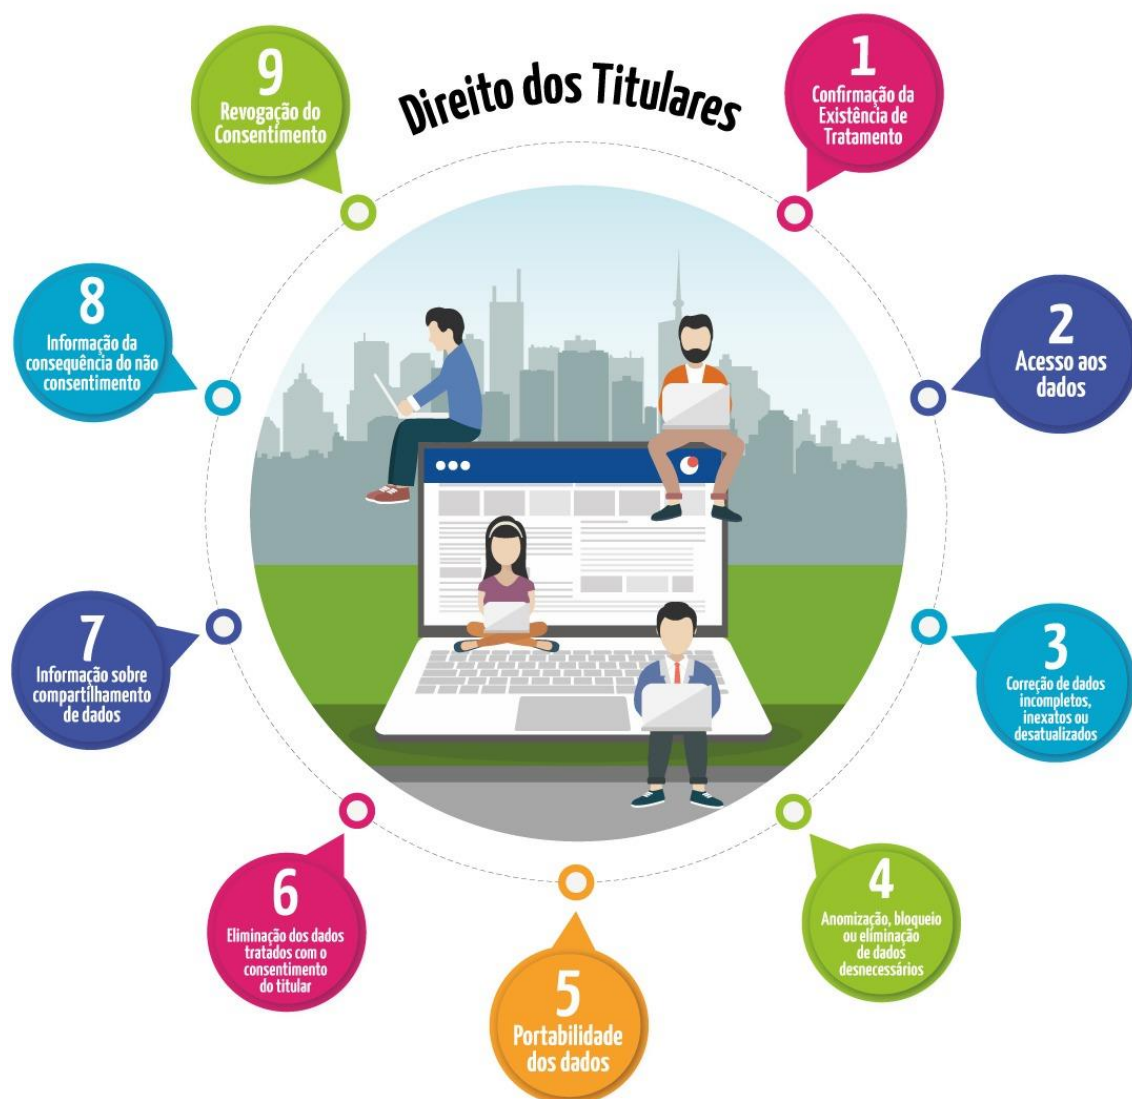 Direito dos Titulares
1
Confirmação da
Existência de
Tratamento
2
Acesso aos
dados
3
Correção de dados
incompletos,
inexatos ou
desatualizados
4
Anomização, bloqueio
ou eliminação
de dados
desnecessários
5
Portabilidade
dos dados
6
Eliminação dos dados
tratados com o
consentimento
do titular
7
Informação sobre
compartilhamento
de dados
8
Informação da
consequência do não
consentimento
9
Revogação do
Consentimento